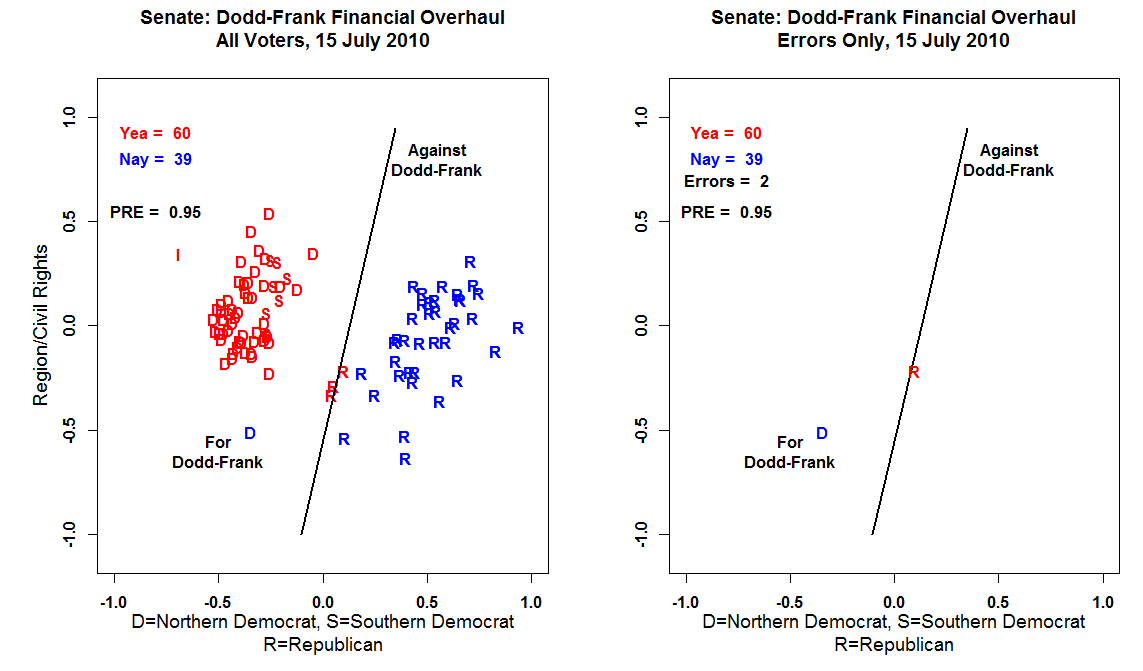 Senate: Dodd-Frank Financial Overhaul
All Voters, 15 July 2010
Yea = 60
Nay = 39
PRE = 0.95
Against
Dodd-Frank
For
Dodd-Frank
Region/Civil Rights
1.0
0.5
0.0
-0.5
-1.0
-1.0 -0.5 0.0 0.5 1.0
D=Northern Democrat, S=Southern Democrat
R=Republican
Senate: Dodd-Frank Financial Overhaul
Errors Only, 15 July 2010
Yea = 60
Nay = 39
Errors = 2
PRE = 0.95
Against
Dodd-Frank
R
D
For
Dodd-Frank
1.0
0.5
0.0
-0.5
-1.0
-1.0 -0.5 0.0 0.5 1.0
D=Northern Democrat, S=Southern Democrat
R=Republican